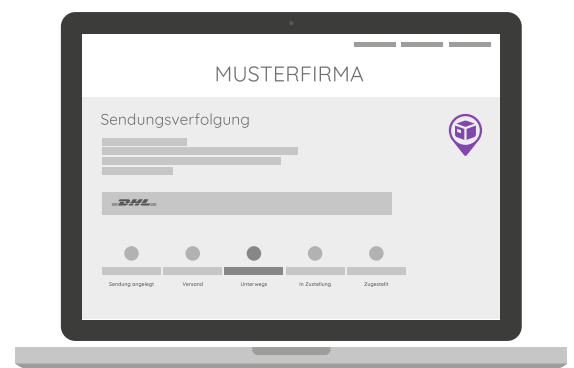 MUSTERFIRMA
Sendungsverfolgung
DHL
Sendung angelegt
Versand
Unterwegs
In Zustellung
Zugestellt